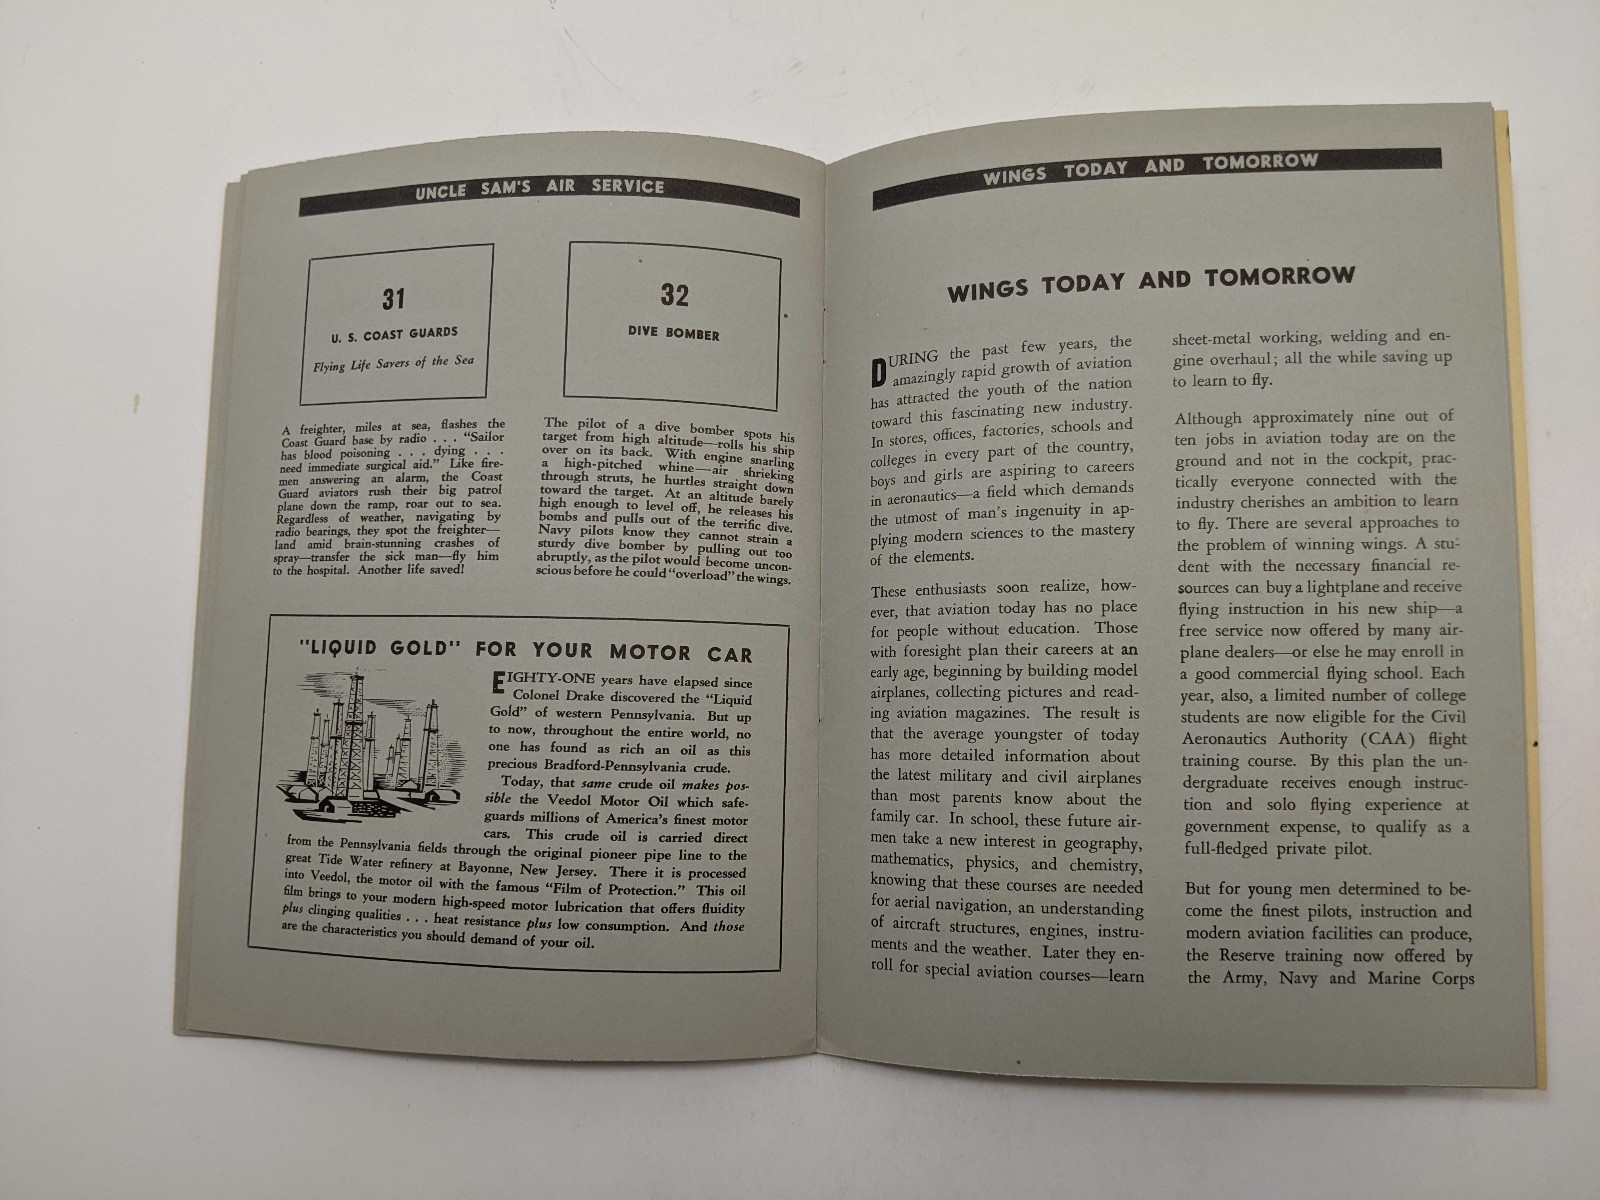 UNCLE SAM'S AIR SERVICE
31
U. S. COAST GUARDS
Flying Life Savers of the Sea
A freighter, miles at sea, flashes the
Coast Guard base by radio . . . "Sailor
has blood poisoning . . . dying . . .
need immediate surgical aid." Like fire-
men answering an alarm, the Coast
Guard aviators rush their big patrol
plane down the ramp, roar out to sea.
Regardless of weather, navigating by
radio bearings, they spot the freighter—
land amid brain-stunning crashes of
spray—transfer the sick man—fly him
to the hospital. Another life saved!
32
DIVE BOMBER
The pilot of a dive bomber spots his
target from high altitude—rolls his ship
over on its back. With engine snarling
a high-pitched whine—air shrieking
through struts, he hurtles straight down
toward the target. At an altitude barely
high enough to level off, he releases his
bombs and pulls out of the terrific dive.
Navy pilots know they cannot strain a
sturdy dive bomber by pulling out too
abruptly, as the pilot would become uncon-
scious before he could "overload" the wings.
"LIQUID GOLD" FOR YOUR MOTOR CAR
EIGHTY-ONE years have elapsed since
Colonel Drake discovered the "Liquid
Gold" of western Pennsylvania. But up
to now, throughout the entire world, no
one has found as rich an oil as this
precious Bradford-Pennsylvania crude.
Today, that same crude oil makes pos-
sible the Veedol Motor Oil which safe-
guards millions of America's finest motor
cars. This crude oil is carried direct
from the Pennsylvania fields through the original pioneer pipe line to the
great Tide Water refinery at Bayonne, New Jersey. There it is processed
into Veedol, the motor oil with the famous "Film of Protection." This oil
film brings to your modern high-speed motor lubrication that offers fluidity
plus clinging qualities . . . heat resistance plus low consumption. And those
are the characteristics you should demand of your oil.
WINGS TODAY AND TOMORROW
WINGS TODAY AND TOMORROW
DURING the past few years, the
amazingly rapid growth of aviation
has attracted the youth of the nation
toward this fascinating new industry.
In stores, offices, factories, schools and
colleges in every part of the country,
boys and girls are aspiring to careers
in aeronautics—a field which demands
the utmost of man's ingenuity in ap-
plying modern sciences to the mastery
of the elements.
These enthusiasts soon realize, how-
ever, that aviation today has no place
for people without education. Those
with foresight plan their careers at an
early age, beginning by building model
airplanes, collecting pictures and read-
ing aviation magazines. The result is
that the average youngster of today
has more detailed information about
the latest military and civil airplanes
than most parents know about the
family car. In school, these future air-
men take a new interest in geography,
mathematics, physics, and chemistry,
knowing that these courses are needed
for aerial navigation, an understanding
of aircraft structures, engines, instru-
ments and the weather. Later they en-
roll for special aviation courses—learn
sheet-metal working, welding and en-
gine overhaul; all the while saving up
to learn to fly.
Although approximately nine out of
ten jobs in aviation today are on the
ground and not in the cockpit, prac-
tically everyone connected with the
industry cherishes an ambition to learn
to fly. There are several approaches to
the problem of winning wings. A stu-
dent with the necessary financial re-
sources can buy a lightplane and receive
flying instruction in his new ship—a
free service now offered by many air-
plane dealers—or else he may enroll in
a good commercial flying school. Each
year, also, a limited number of college
students are now eligible for the Civil
Aeronautics Authority (CAA) flight
training course. By this plan the un-
dergraduate receives enough instruc-
tion and solo flying experience at
government expense, to qualify as a
full-fledged private pilot.
But for young men determined to be-
come the finest pilots, instruction and
modern aviation facilities can produce,
the Reserve training now offered by
the Army, Navy and Marine Corps